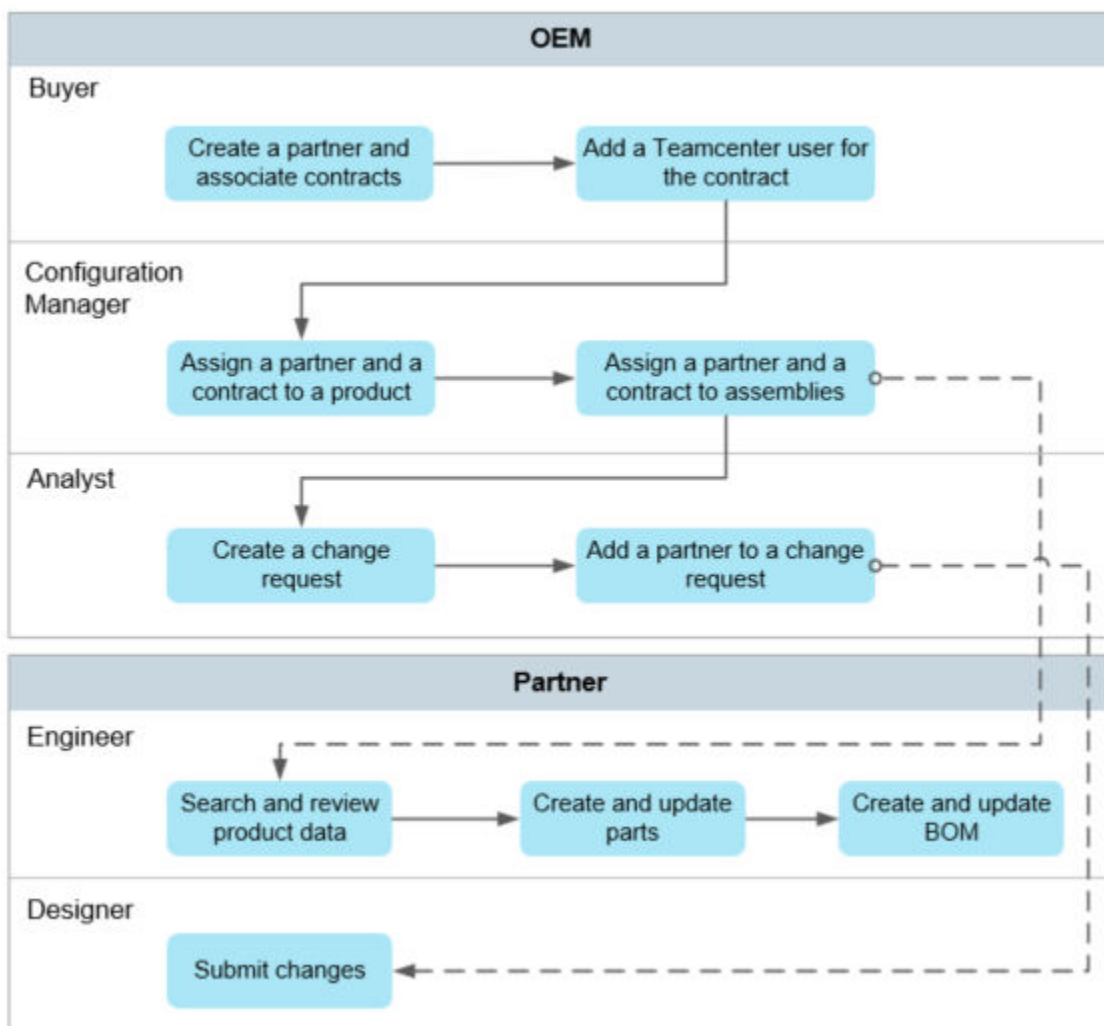 OEM
Buyer
Create a partner and
associate contracts
Add a Teamcenter user for
the contract
Configuration
Manager
Assign a partner and a
contract to a product
Assign a partner and a
contract to assemblies
Analyst
Create a change
request
Add a partner to a change
request
Partner
Engineer
Search and review
product data
Create and update
parts
Create and update
BOM
Designer
Submit changes